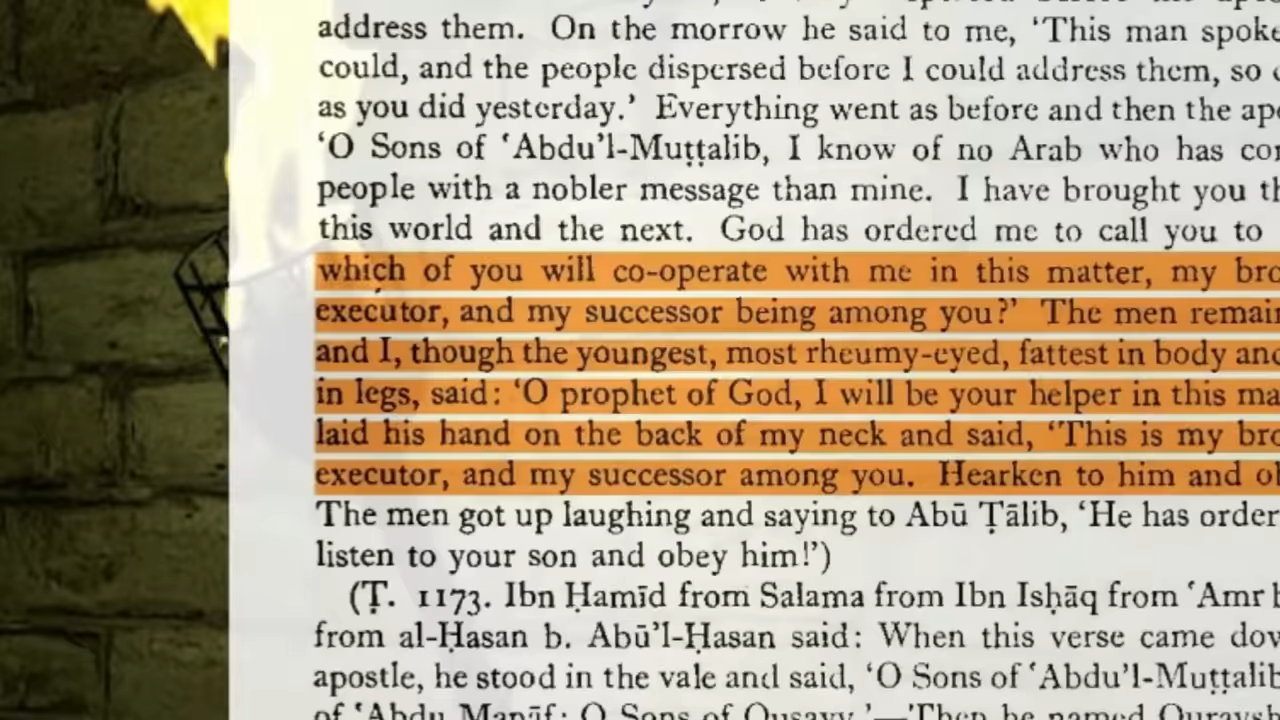 address them. On the morrow he said to me, ‘This man spoke
could, and the people dispersed before I could address them, so
as you did yesterday.’ Everything went as before and then the
‘O Sons of ‘Abdu’l-Muṭṭalib, I know of no Arab who has
people with a nobler message than mine. I have brought you
this world and the next. God has ordered me to call you to
which of you will co-operate with me in this matter, my
executor, and my successor being among you?’ The men
and I, though the youngest, most rheumy-eyed, fattest in body
in legs, said: ‘O prophet of God, I will be your helper in this
laid his hand on the back of my neck and said, ‘This is my
executor, and my successor among you. Hearken to him and
The men got up laughing and saying to Abū Ṭālib, ‘He has
listen to your son and obey him!’)
(Ṭ. 1173. Ibn Ḥamīd from Salama from Ibn Isḥāq from ‘Amr
from al-Ḥasan b. Abū’l-Ḥasan said: When this verse came
apostle, he stood in the vale and said, ‘O Sons of ‘Abdu’l-Muṭṭalib
of ‘Abdu Manāf; O Sons of Quṣayy.’—Then he named